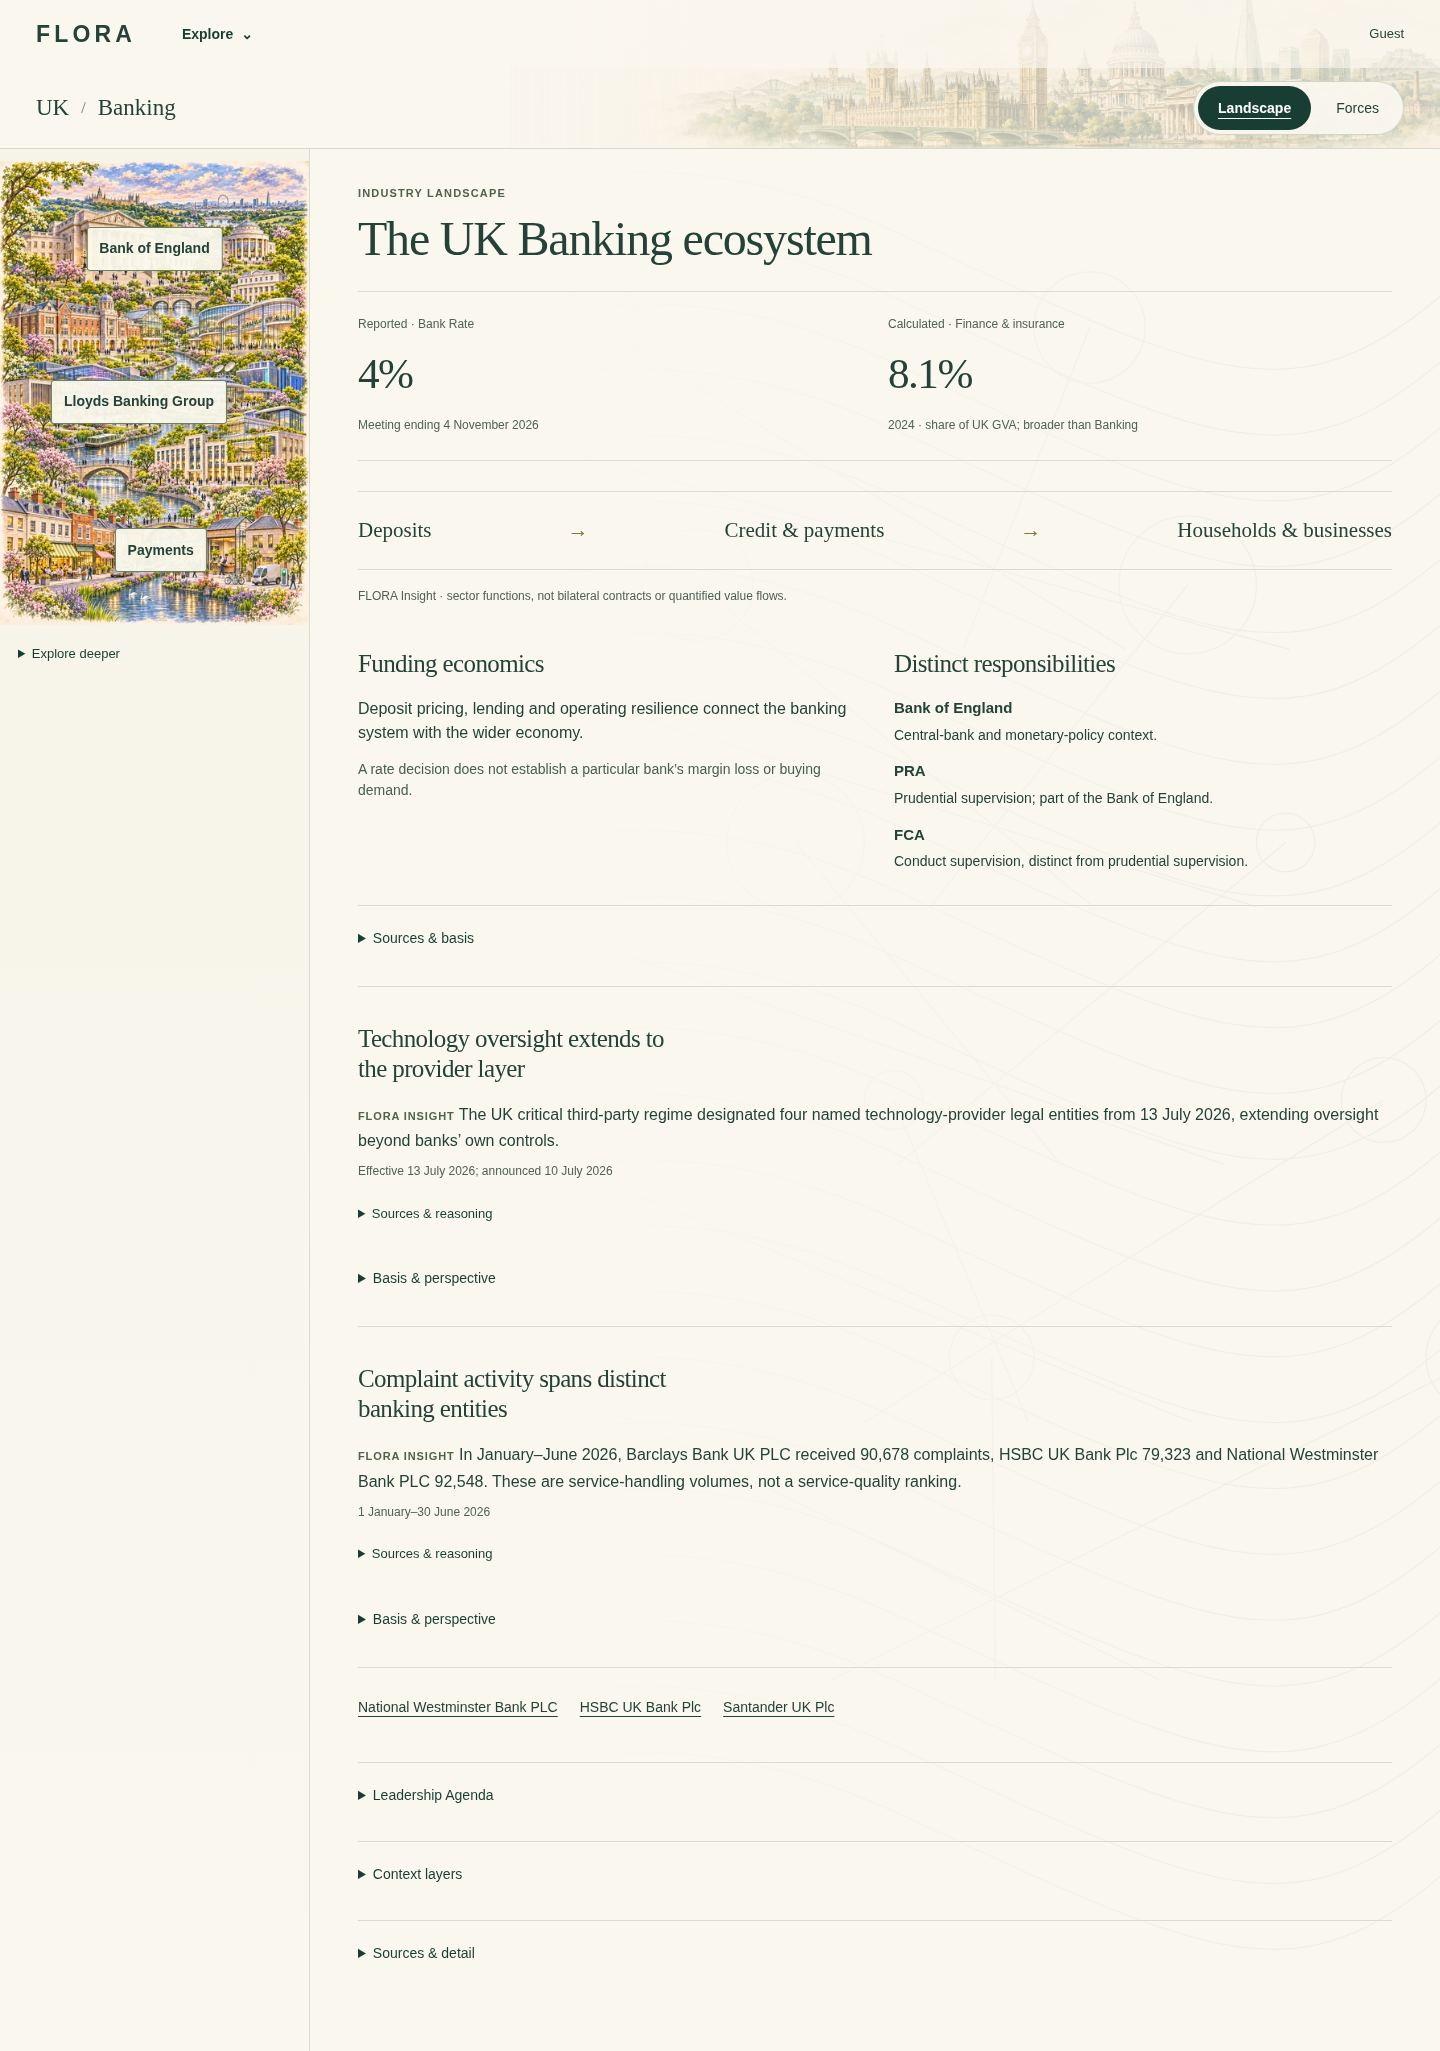 FLORA
Explore
Guest
UK / Banking
Landscape
Forces
Bank of England
Lloyds Banking Group
Payments
▶ Explore deeper
INDUSTRY LANDSCAPE
The UK Banking ecosystem
Reported · Bank Rate
4%
Meeting ending 4 November 2026
Calculated · Finance & insurance
8.1%
2024 · share of UK GVA; broader than Banking
Deposits → Credit & payments → Households & businesses
FLORA Insight · sector functions, not bilateral contracts or quantified value flows.
Funding economics
Deposit pricing, lending and operating resilience connect the banking
system with the wider economy.
A rate decision does not establish a particular bank's margin loss or buying
demand.
Distinct responsibilities
Bank of England
Central-bank and monetary-policy context.
PRA
Prudential supervision; part of the Bank of England.
FCA
Conduct supervision, distinct from prudential supervision.
▶ Sources & basis
Technology oversight extends to
the provider layer
FLORA INSIGHT The UK critical third-party regime designated four named technology-provider legal entities from 13 July 2026, extending oversight
beyond banks’ own controls.
Effective 13 July 2026; announced 10 July 2026
▶ Sources & reasoning
▶ Basis & perspective
Complaint activity spans distinct
banking entities
FLORA INSIGHT In January–June 2026, Barclays Bank UK PLC received 90,678 complaints, HSBC UK Bank Plc 79,323 and National Westminster
Bank PLC 92,548. These are service-handling volumes, not a service-quality ranking.
1 January–30 June 2026
▶ Sources & reasoning
▶ Basis & perspective
National Westminster Bank PLC HSBC UK Bank Plc Santander UK Plc
▶ Leadership Agenda
▶ Context layers
▶ Sources & detail